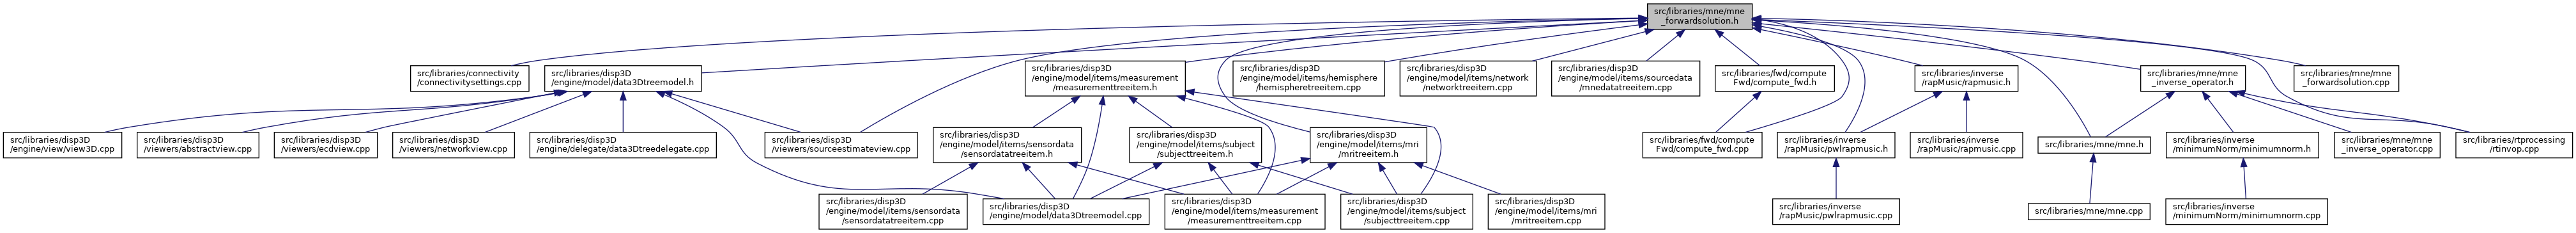 src/libraries/mne/mne
_forwardsolution.h
src/libraries/connectivity
/connectivitysettings.cpp
src/libraries/disp3D
/engine/model/data3Dtreemodel.h
src/libraries/disp3D
/engine/model/items/measurement
/measurementtreeitem.h
src/libraries/disp3D
/engine/model/items/hemisphere
/hemispheretreeitem.cpp
src/libraries/disp3D
/engine/model/items/network
/networktreeitem.cpp
src/libraries/disp3D
/engine/model/items/sourcedata
/mnedatatreeitem.cpp
src/libraries/fwd/compute
Fwd/compute_fwd.h
src/libraries/inverse
/rapMusic/rapmusic.h
src/libraries/mne/mne
_inverse_operator.h
src/libraries/mne/mne
_forwardsolution.cpp
src/libraries/disp3D
/engine/view/view3D.cpp
src/libraries/disp3D
/viewers/abstractview.cpp
src/libraries/disp3D
/viewers/ecdview.cpp
src/libraries/disp3D
/viewers/networkview.cpp
src/libraries/disp3D
/engine/delegate/data3Dtreedelegate.cpp
src/libraries/disp3D
/viewers/sourceestimateview.cpp
src/libraries/disp3D
/engine/model/items/sensordata
/sensordatatreeitem.h
src/libraries/disp3D
/engine/model/items/subject
/subjecttreeitem.h
src/libraries/disp3D
/engine/model/items/mri
/mritreeitem.h
src/libraries/fwd/compute
Fwd/compute_fwd.cpp
src/libraries/inverse
/rapMusic/pwlrapmusic.h
src/libraries/inverse
/rapMusic/rapmusic.cpp
src/libraries/mne/mne.h
src/libraries/inverse
/minimumNorm/minimumnorm.h
src/libraries/mne/mne
_inverse_operator.cpp
src/libraries/rtprocessing
/rtinvop.cpp
src/libraries/disp3D
/engine/model/items/sensordata
/sensordatatreeitem.cpp
src/libraries/disp3D
/engine/model/data3Dtreemodel.cpp
src/libraries/disp3D
/engine/model/items/measurement
/measurementtreeitem.cpp
src/libraries/disp3D
/engine/model/items/subject
/subjecttreeitem.cpp
src/libraries/disp3D
/engine/model/items/mri
/mritreeitem.cpp
src/libraries/inverse
/rapMusic/pwlrapmusic.cpp
src/libraries/mne/mne.cpp
src/libraries/inverse
/minimumNorm/minimumnorm.cpp